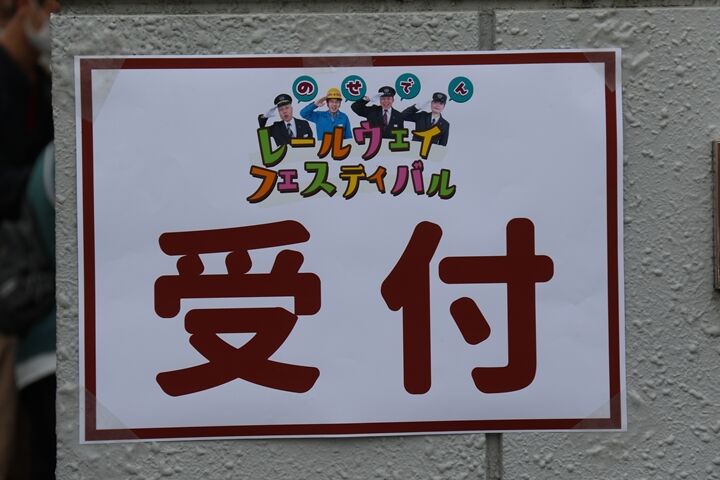 のせでん
レールウェイ
フェスティバル
受付